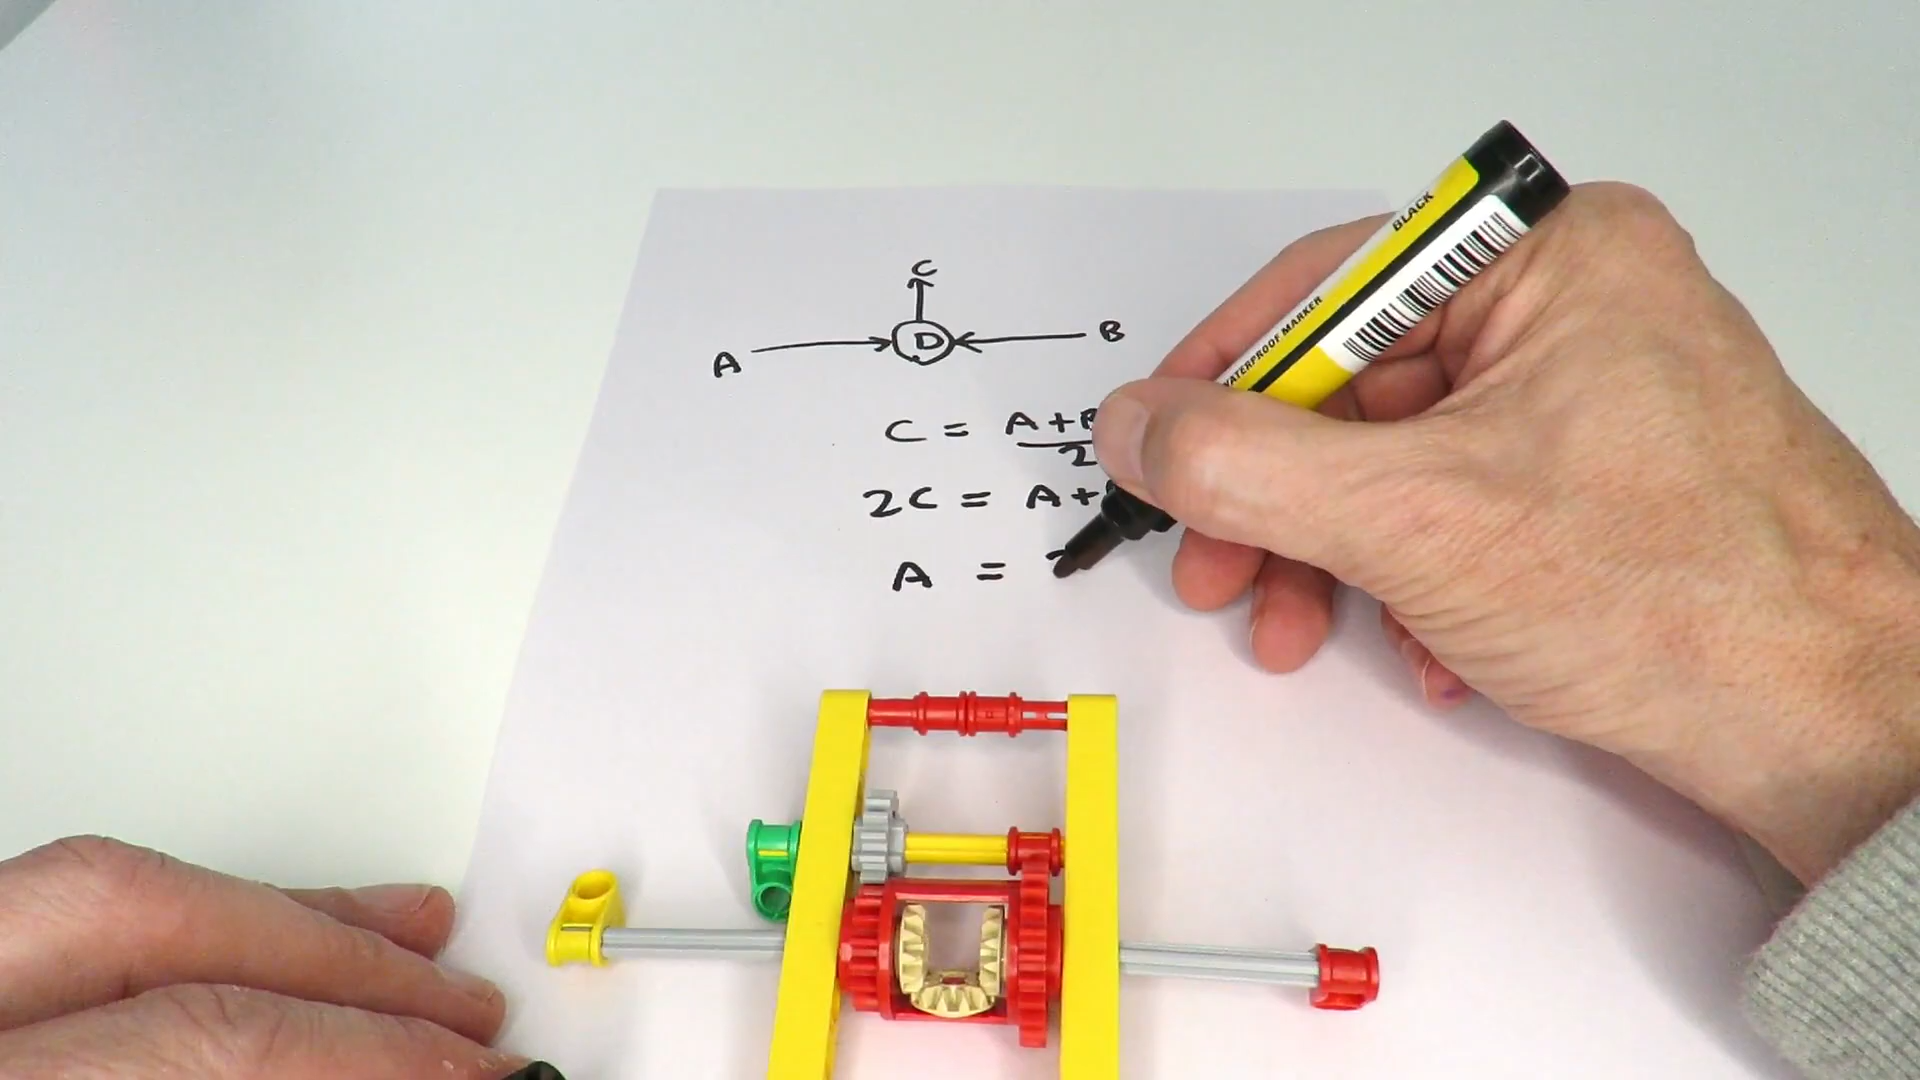 C
A D B
C = A+B
2
2C = A+
A =
BLACK
WATERPROOF MARKER